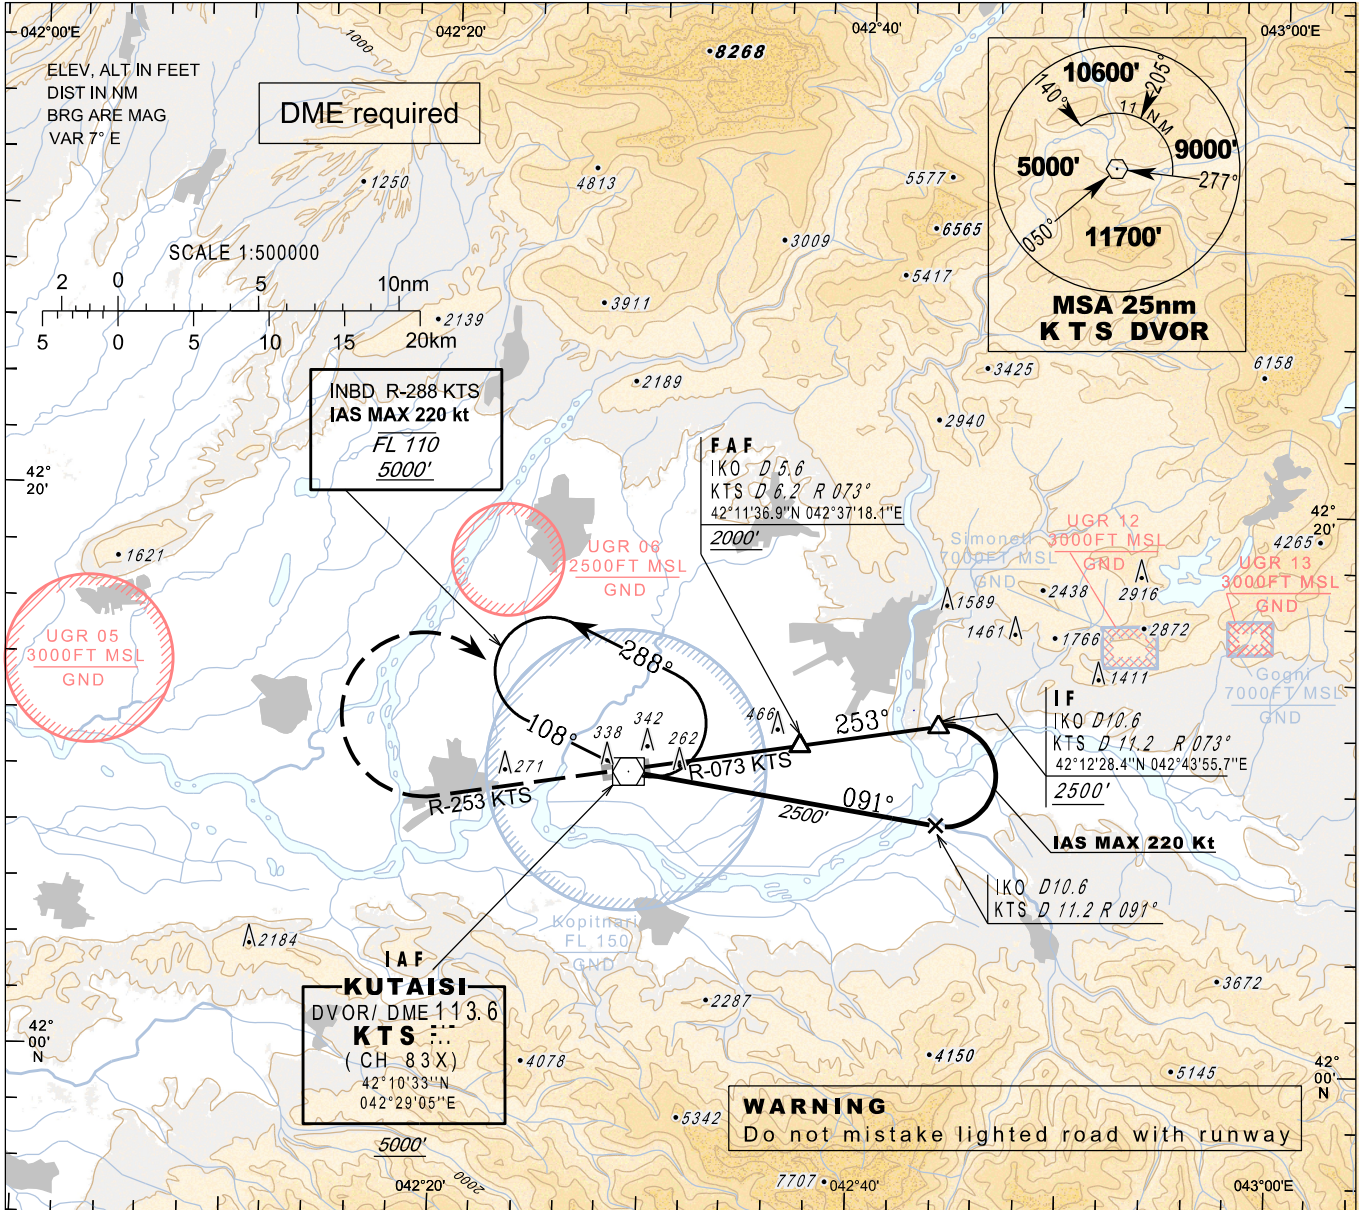 042°00'E
042°20'
042°40'
043°00'E
1000
8268
ELEV, ALT IN FEET
DIST IN NM
BRG ARE MAG
VAR 7° E
DME required
10600'
205°
140°
11 NM
9000'
5000'
277°
050°
11700'
MSA 25nm
K T S DVOR
1250
4813
5577
6565
3009
5417
SCALE 1:500000
2 0 5 10nm
5 0 5 10 15 20km
3911
2139
2189
3425
6158
2940
INBD R-288 KTS
IAS MAX 220 kt
FL 110
5000'
FAF
IKO D 5.6
KTS D 6.2 R 073°
42°11'36.9"N 042°37'18.1"E
2000'
42°
20'
42°
20'
1621
UGR 06
2500FT MSL
GND
Simoneti
7000FT MSL
GND
UGR 12
3000FT MSL
GND
4265
UGR 13
3000FT MSL
GND
2438
2916
1589
1461
1766
2872
1411
UGR 05
3000FT MSL
GND
Gogni
7000FT MSL
GND
288°
108°
338
342
262
466
253°
271
R-073 KTS
R-253 KTS
091°
2500'
IF
IKO D10.6
KTS D 11.2 R 073°
42°12'28.4"N 042°43'55.7"E
2500'
IAS MAX 220 Kt
IKO D10.6
KTS D 11.2 R 091°
Kopitnari
FL 150
GND
2184
IAF
KUTAISI
DVOR/ DME 113.6
KTS
( CH 83X)
42°10'33''N
042°29'05''E
5000'
2287
3672
42°
00'
N
4078
4150
5145
42°
00'
N
5342
WARNING
Do not mistake lighted road with runway
7707
042°20'
2000
042°40'
043°00'E